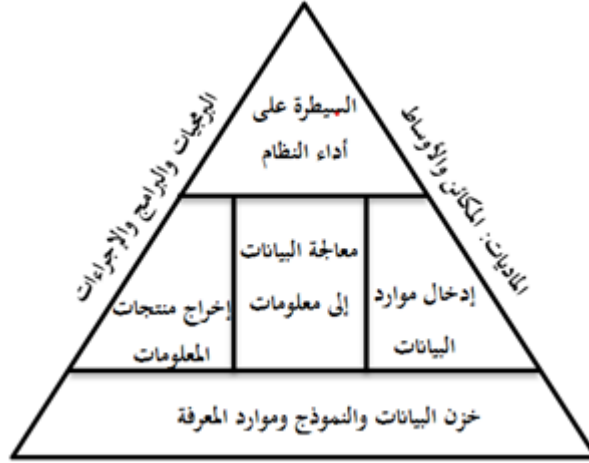 السيطرة على
أداء النظام
الماديات: المكائن والأوساط
البرمجيات والبرامج والإجراءات
إدخال موارد
البيانات
معالجة البيانات
إلى معلومات
إخراج منتجات
المعلومات
خزن البيانات والنموذج وموارد المعرفة